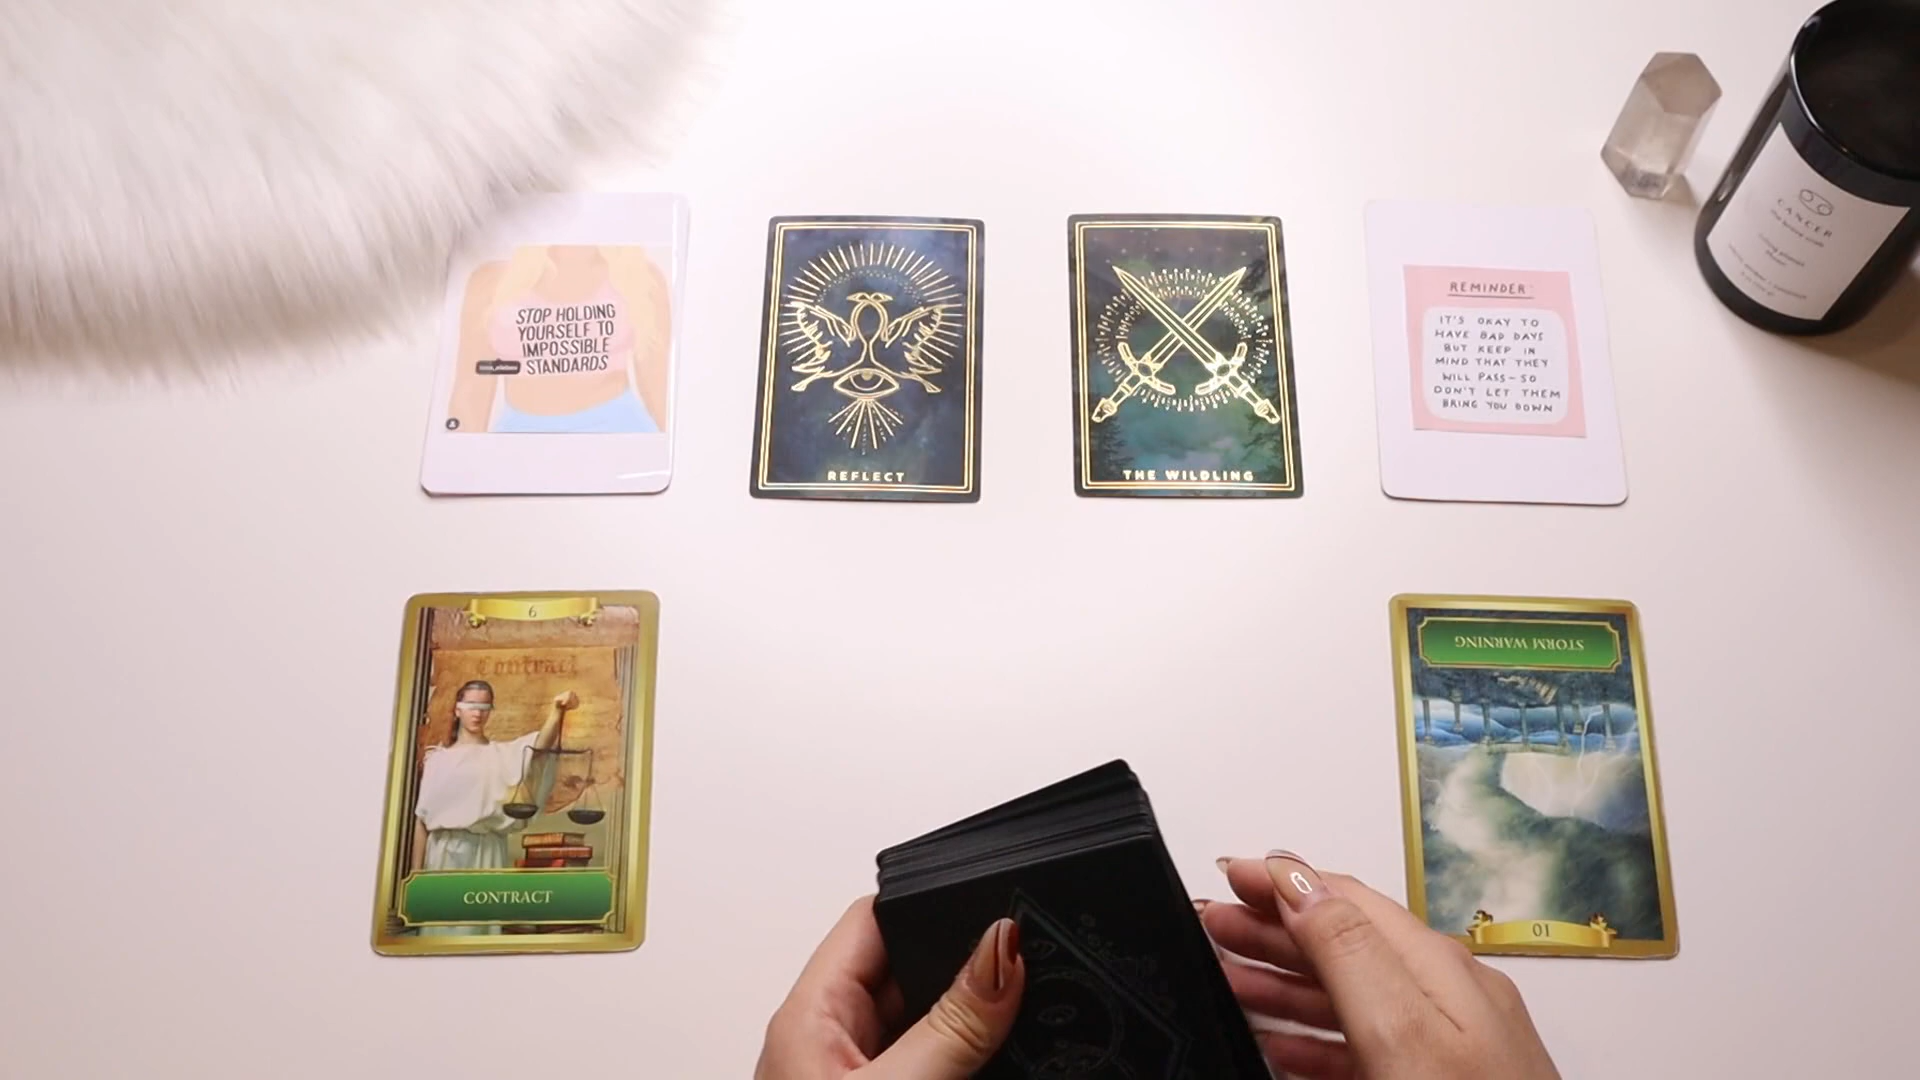 STOP HOLDING
YOURSELF TO
IMPOSSIBLE
STANDARDS
REFLECT
THE WILDLING
REMINDER:
IT'S OKAY TO
HAVE BAD DAYS
BUT KEEP IN
MIND THAT THEY
WILL PASS-SO
DON'T LET THEM
BRING YOU DOWN
CANCER
6
Contract
CONTRACT
STORM WARNING
10